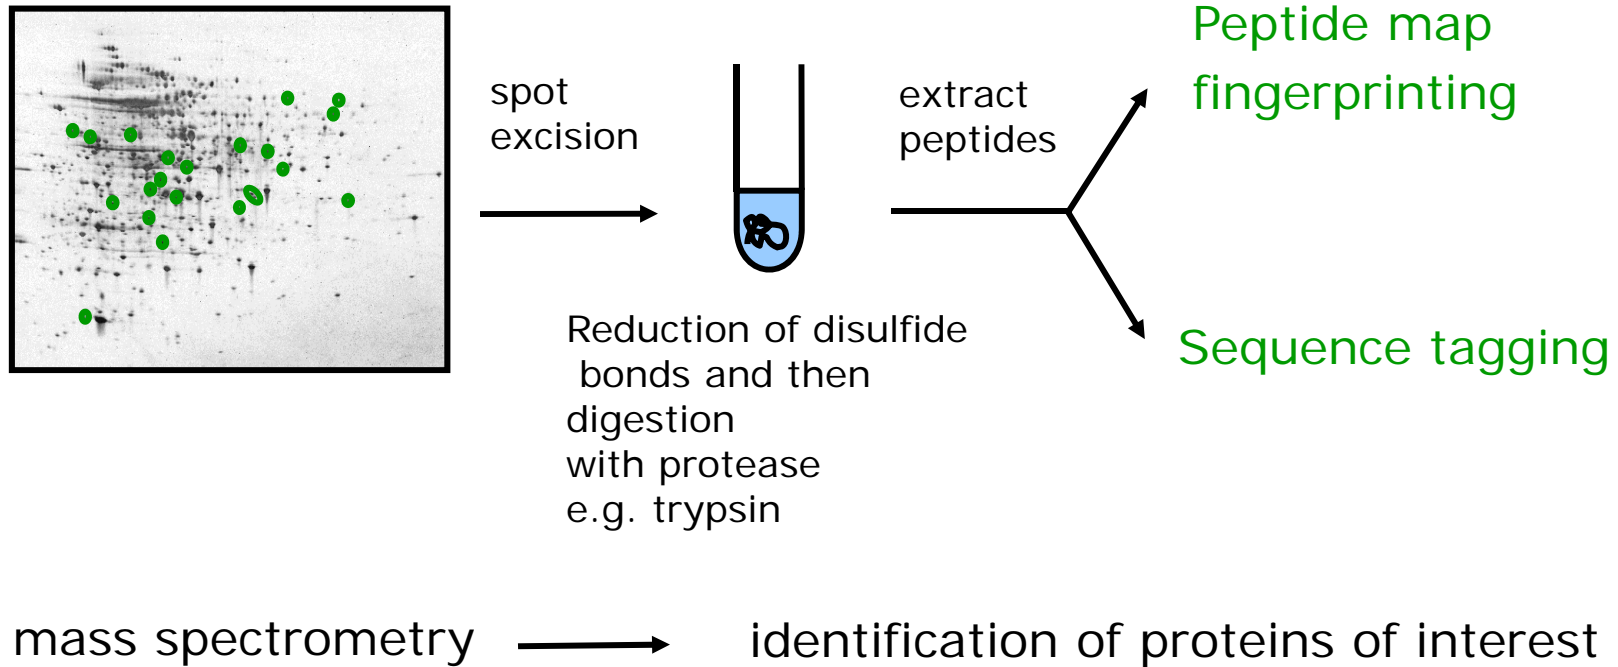 spot
excision
extract
peptides
Peptide map
fingerprinting
Sequence tagging
Reduction of disulfide
bonds and then
digestion
with protease
e.g. trypsin
mass spectrometry
identification of proteins of interest